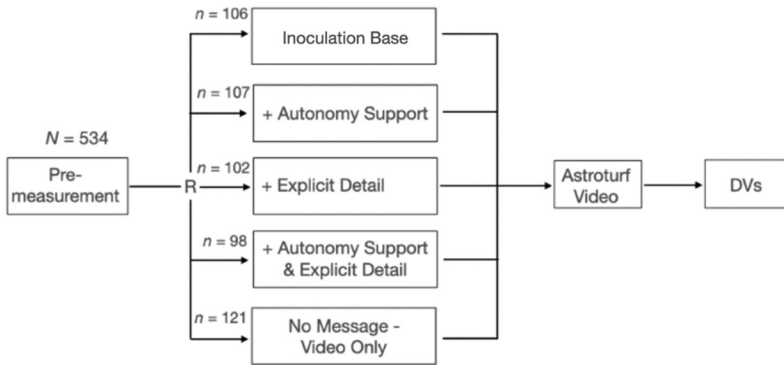 n = 106
Inoculation Base
n = 107
+ Autonomy Support
N = 534
Pre-
measurement
R
n = 102
+ Explicit Detail
Astroturf
Video
DVs
n = 98
+ Autonomy Support
& Explicit Detail
n = 121
No Message -
Video Only